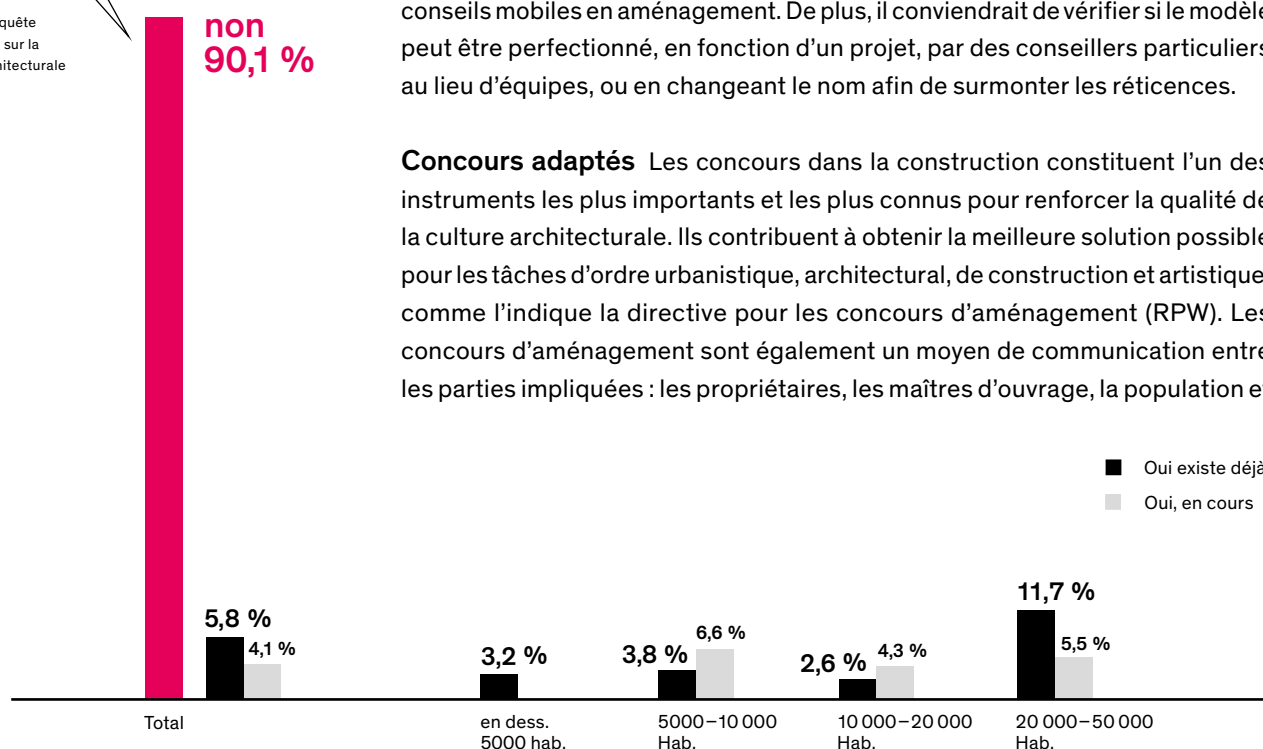 quête
sur la
hitecturale
non
90,1 %
conseils mobiles en aménagement. De plus, il conviendrait de vérifier si le modèle
peut être perfectionné, en fonction d’un projet, par des conseillers particuliers
au lieu d’équipes, ou en changeant le nom afin de surmonter les réticences.
Concours adaptés Les concours dans la construction constituent l’un des
instruments les plus importants et les plus connus pour renforcer la qualité de
la culture architecturale. Ils contribuent à obtenir la meilleure solution possible
pour les tâches d’ordre urbanistique, architectural, de construction et artistique
comme l’indique la directive pour les concours d’aménagement (RPW). Les
concours d’aménagement sont également un moyen de communication entre
les parties impliquées : les propriétaires, les maîtres d’ouvrage, la population et
Oui existe déjà
Oui, en cours
5,8 %
4,1 %
3,2 %
3,8 %
6,6 %
2,6 %
4,3 %
11,7 %
5,5 %
Total
en dess.
5000 hab.
5000–10 000
Hab.
10 000–20 000
Hab.
20 000–50 000
Hab.